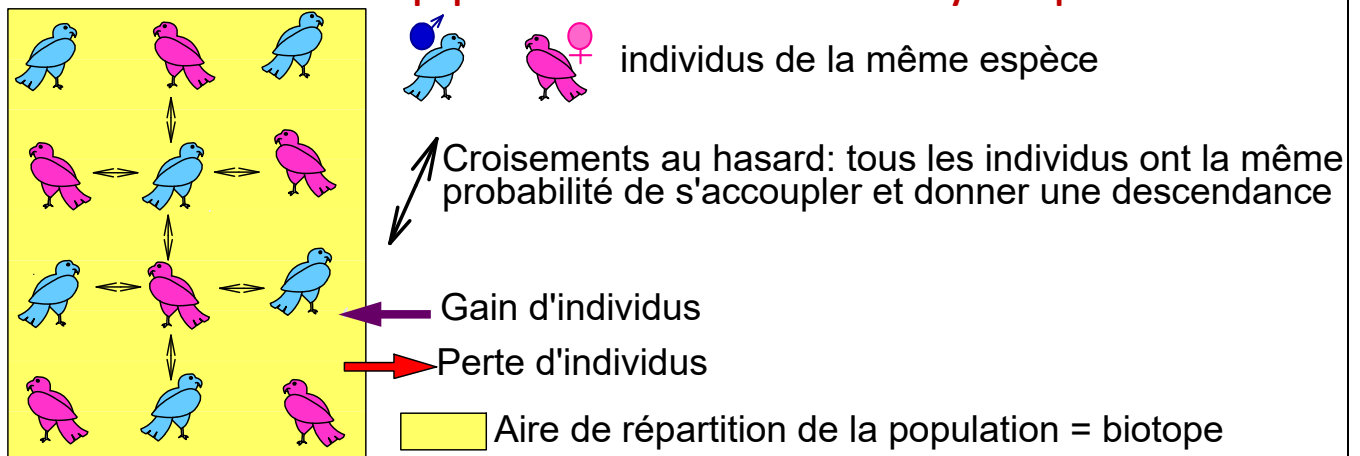 individus de la même espèce
Croisements au hasard: tous les individus ont la même
probabilité de s'accoupler et donner une descendance
Gain d'individus
Perte d'individus
Aire de répartition de la population = biotope